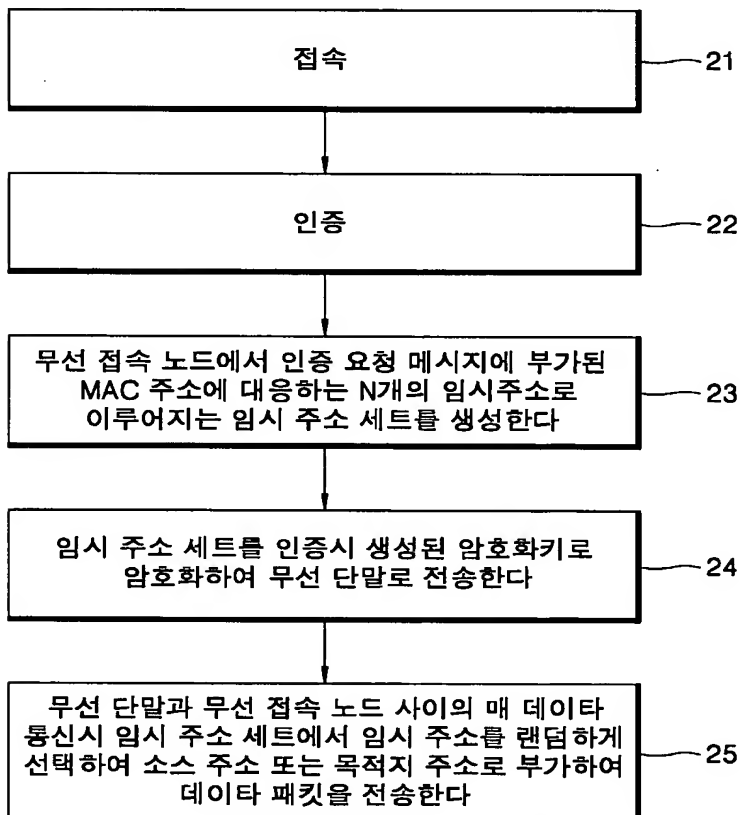 접속
21
인증
22
무선 접속 노드에서 인증 요청 메시지에 부가된
MAC 주소에 대응하는 N개의 임시주소로
이루어지는 임시 주소 세트를 생성한다
23
임시 주소 세트를 인증시 생성된 암호화키로
암호화하여 무선 단말로 전송한다
24
무선 단말과 무선 접속 노드 사이의 매 데이타
통신시 임시 주소 세트에서 임시 주소를 랜덤하게
선택하여 소스 주소 또는 목적지 주소로 부가하여
데이타 패킷을 전송한다
25